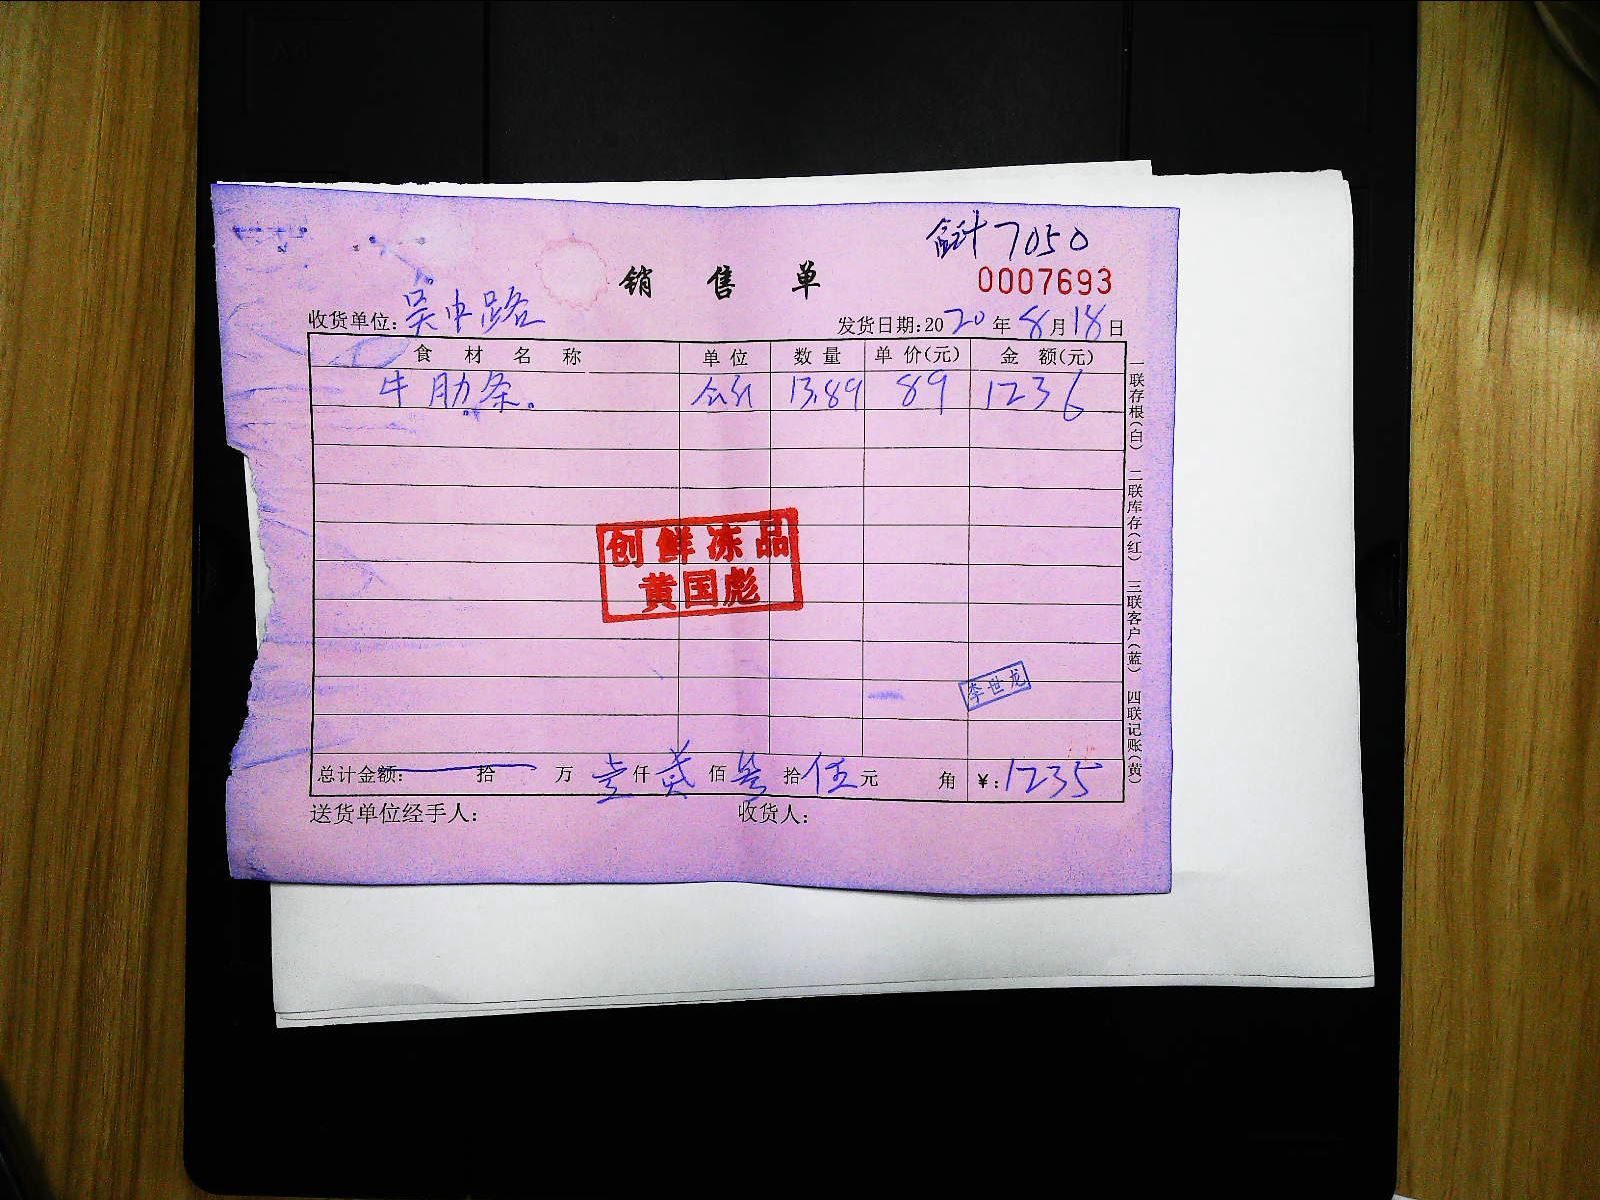 合计 7050
销售单
0007693
收货单位:吴中路
发货日期:2020年8月18日
食材名称 单位 数量 单价(元) 金额(元)
牛肋条. 公斤 13.89 89 1236
创鲜冻品
黄国彪
李世龙
总计金额: 拾 万 壹仟贰佰叁拾伍元 角 ¥:1235
送货单位经手人: 收货人:
一联存根(白) 二联库存(红) 三联客户(蓝) 四联记账(黄)